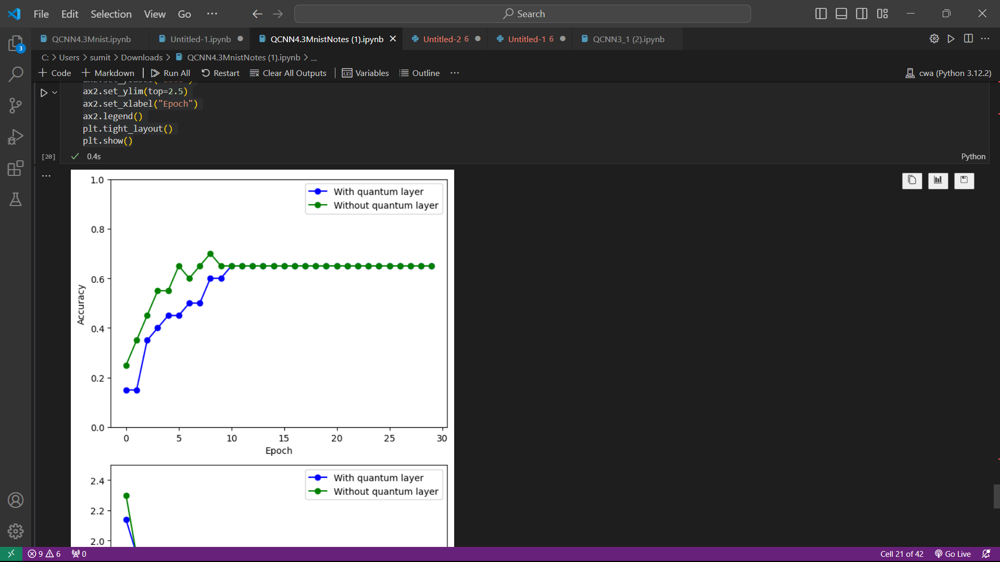 File Edit Selection View Go ··· Search
QCNN4.3Mnist.ipynb Untitled-1.ipynb QCNN4.3MnistNotes (1).ipynb Untitled-2 6 Untitled-1 6 QCNN3_1 (2).ipynb
C: > Users > sumit > Downloads > QCNN4.3MnistNotes (1).ipynb > ...
+ Code + Markdown | Run All Restart Clear All Outputs | Variables Outline ··· cwa (Python 3.12.2)
3
ax2.set_ylim(top=2.5)
ax2.set_xlabel("Epoch")
ax2.legend()
plt.tight_layout()
plt.show()
[20] 0.4s Python
1.0
0.8
0.6
0.4
0.2
0.0
Accuracy
With quantum layer
Without quantum layer
0 5 10 15 20 25 30
Epoch
2.4
2.2
2.0
With quantum layer
Without quantum layer
9 6 0 Cell 21 of 42 Go Live